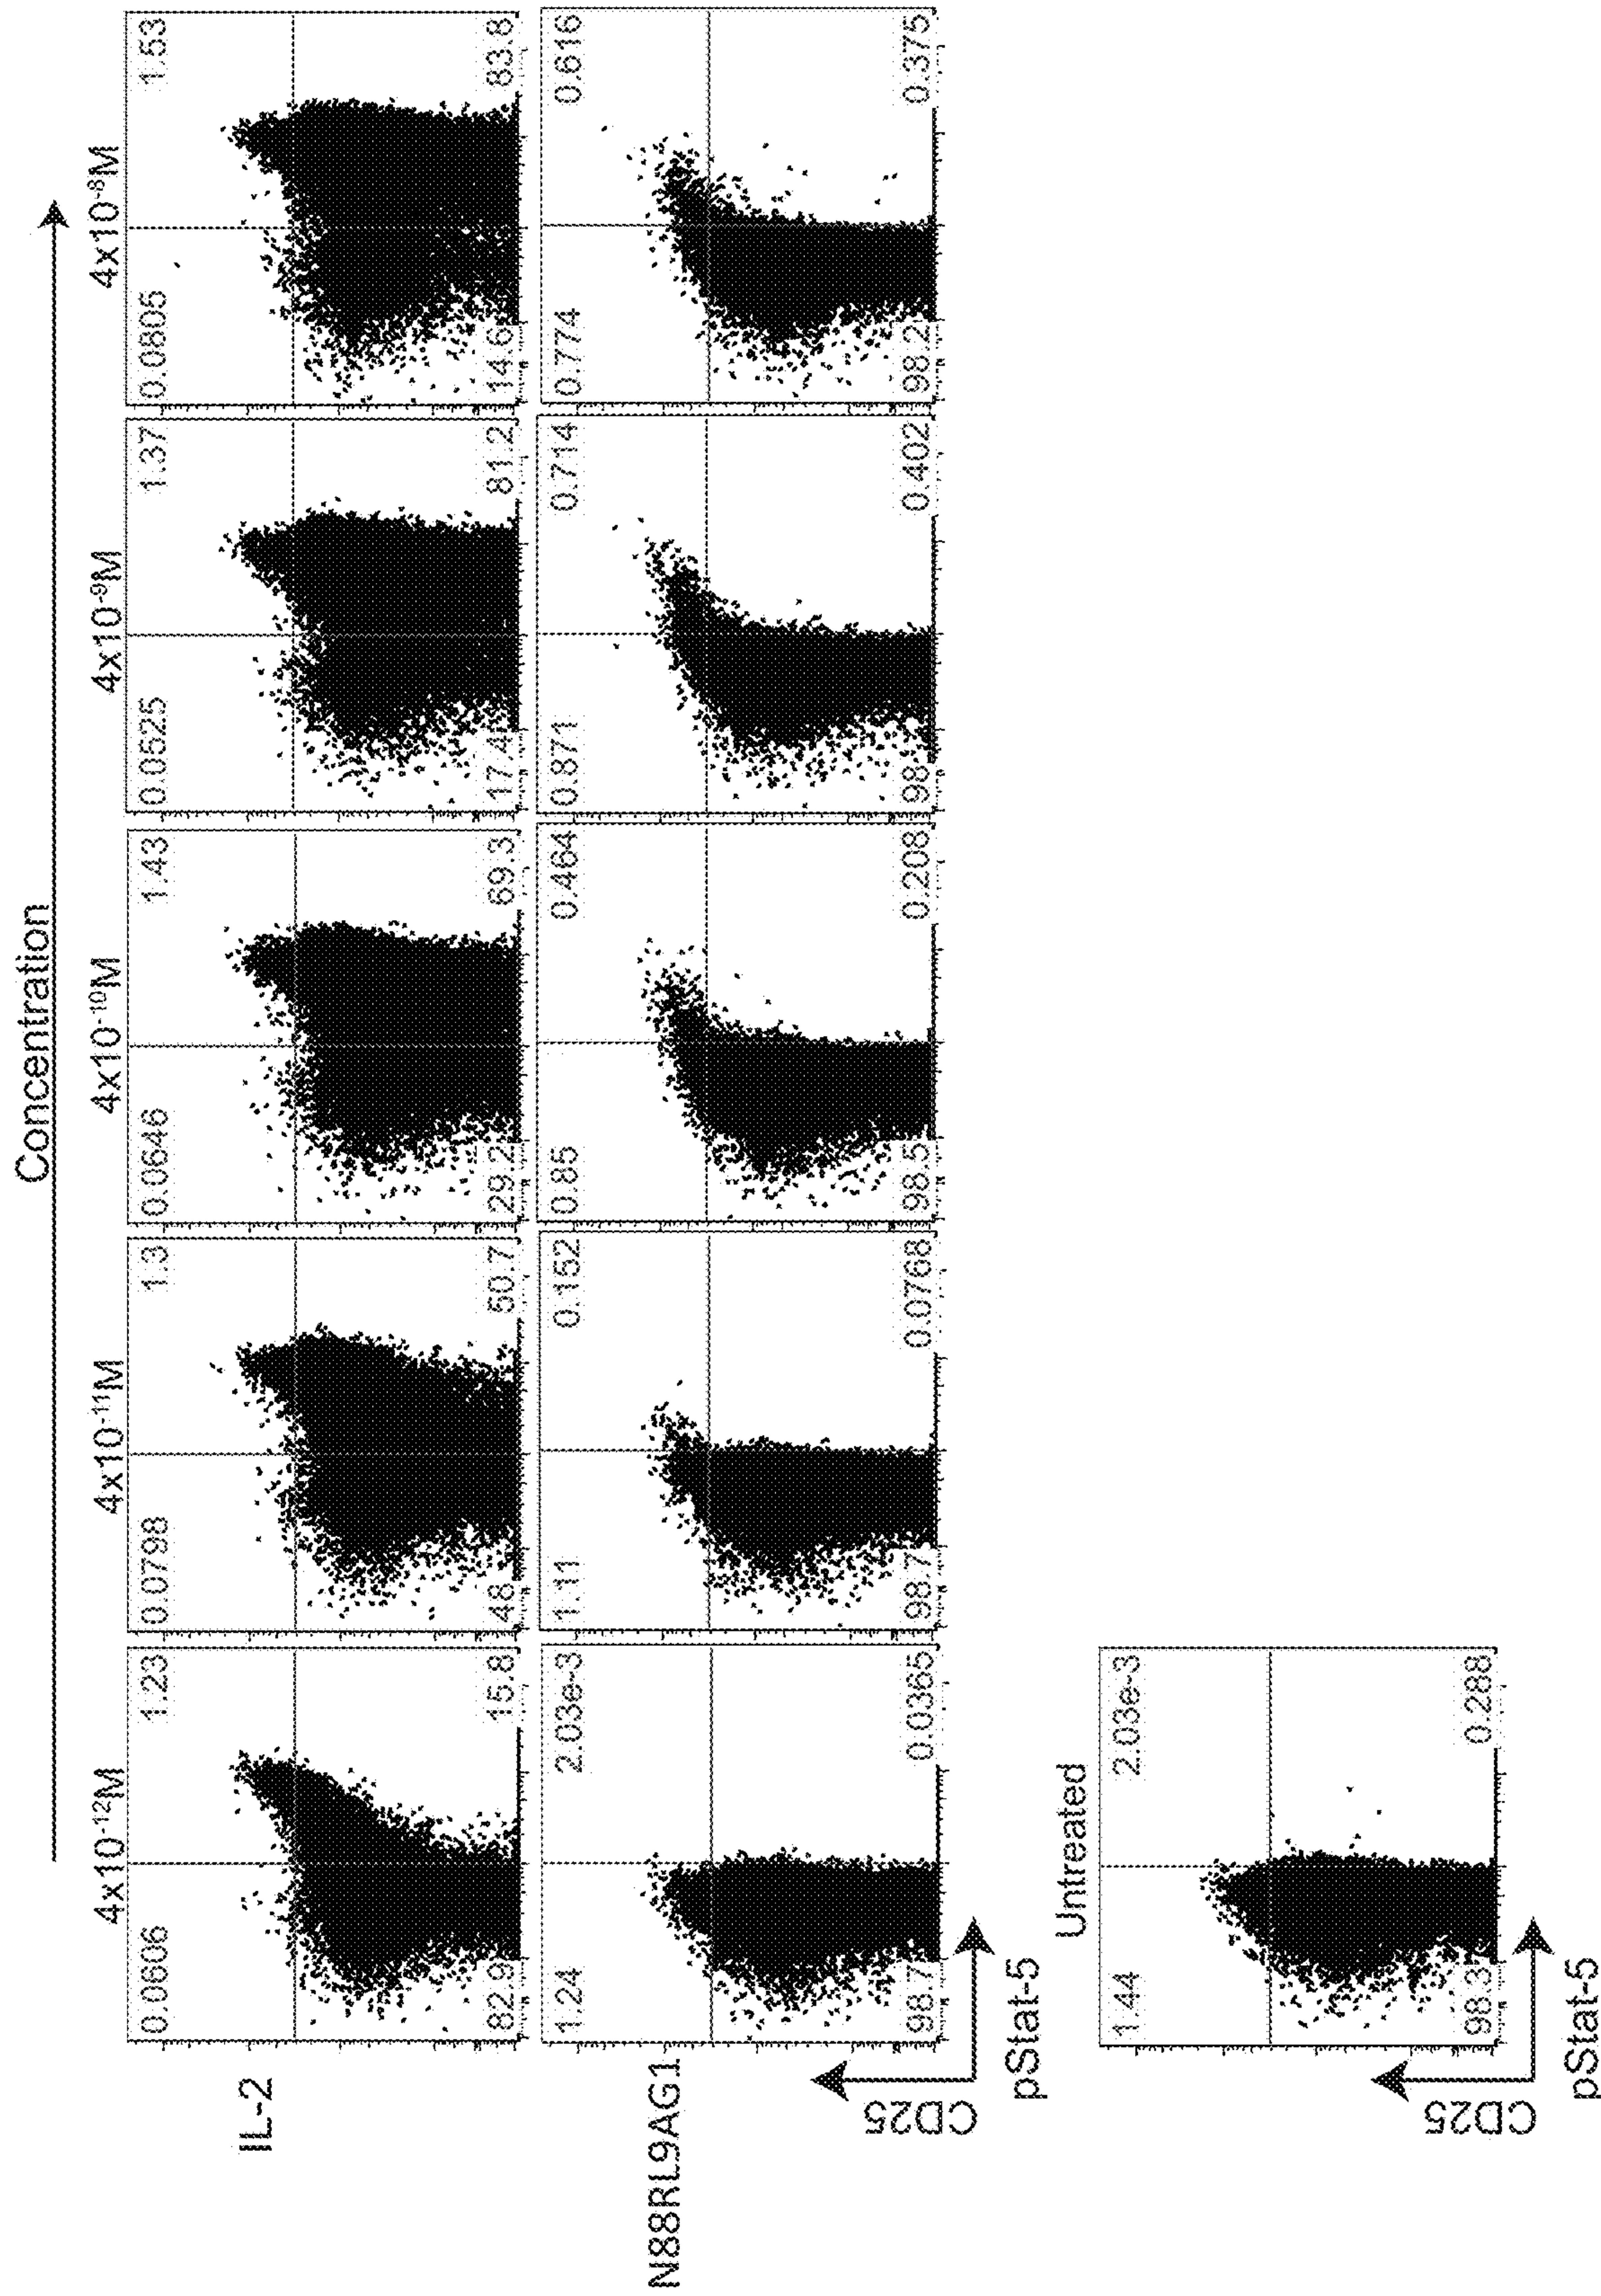 Concentration
4x10⁻¹²M 4x10⁻¹¹M 4x10⁻¹⁰M 4x10⁻⁹M 4x10⁻⁸M
IL-2
0.0606 1.23 0.0798 1.3 0.0646 1.43 0.0525 1.37 0.0805 1.53
82.9 15.8 48 50.7 29.2 69.3 17.4 81.2 14.6 83.8
N88RL9AG1
1.24 2.03e-3 1.11 0.152 0.85 0.464 0.871 0.714 0.774 0.616
98.7 0.0365 98.7 0.0768 98.5 0.208 98 0.402 98.2 0.375
CD25
pStat-5
Untreated
1.44 2.03e-3
98.3 0.288
CD25
pStat-5